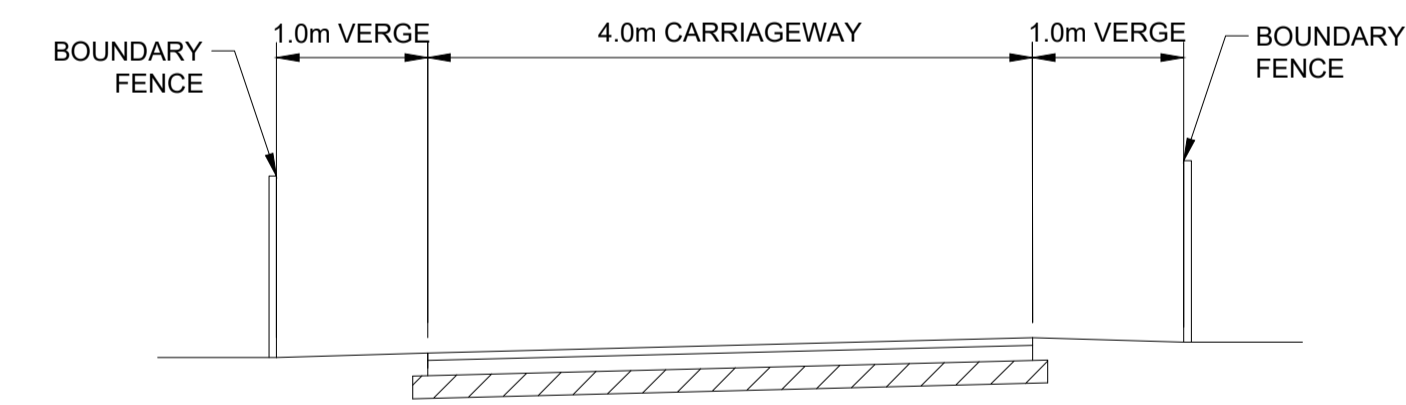 1.0m VERGE
4.0m CARRIAGEWAY
1.0m VERGE
BOUNDARY
FENCE
BOUNDARY
FENCE